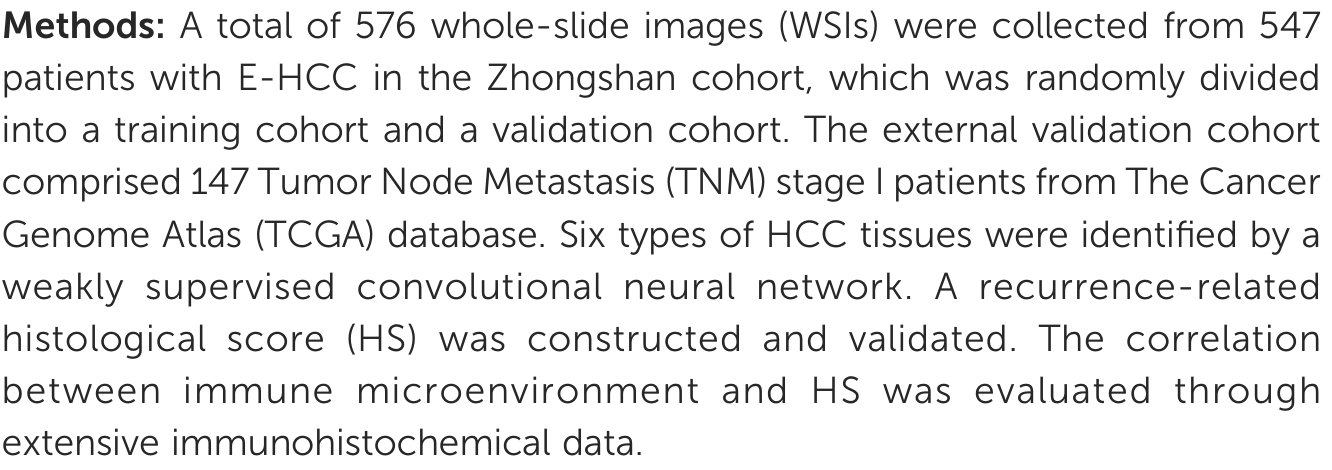 Methods: A total of 576 whole-slide images (WSIs) were collected from 547
patients with E-HCC in the Zhongshan cohort, which was randomly divided
into a training cohort and a validation cohort. The external validation cohort
comprised 147 Tumor Node Metastasis (TNM) stage I patients from The Cancer
Genome Atlas (TCGA) database. Six types of HCC tissues were identified by a
weakly supervised convolutional neural network. A recurrence-related
histological score (HS) was constructed and validated. The correlation
between immune microenvironment and HS was evaluated through
extensive immunohistochemical data.